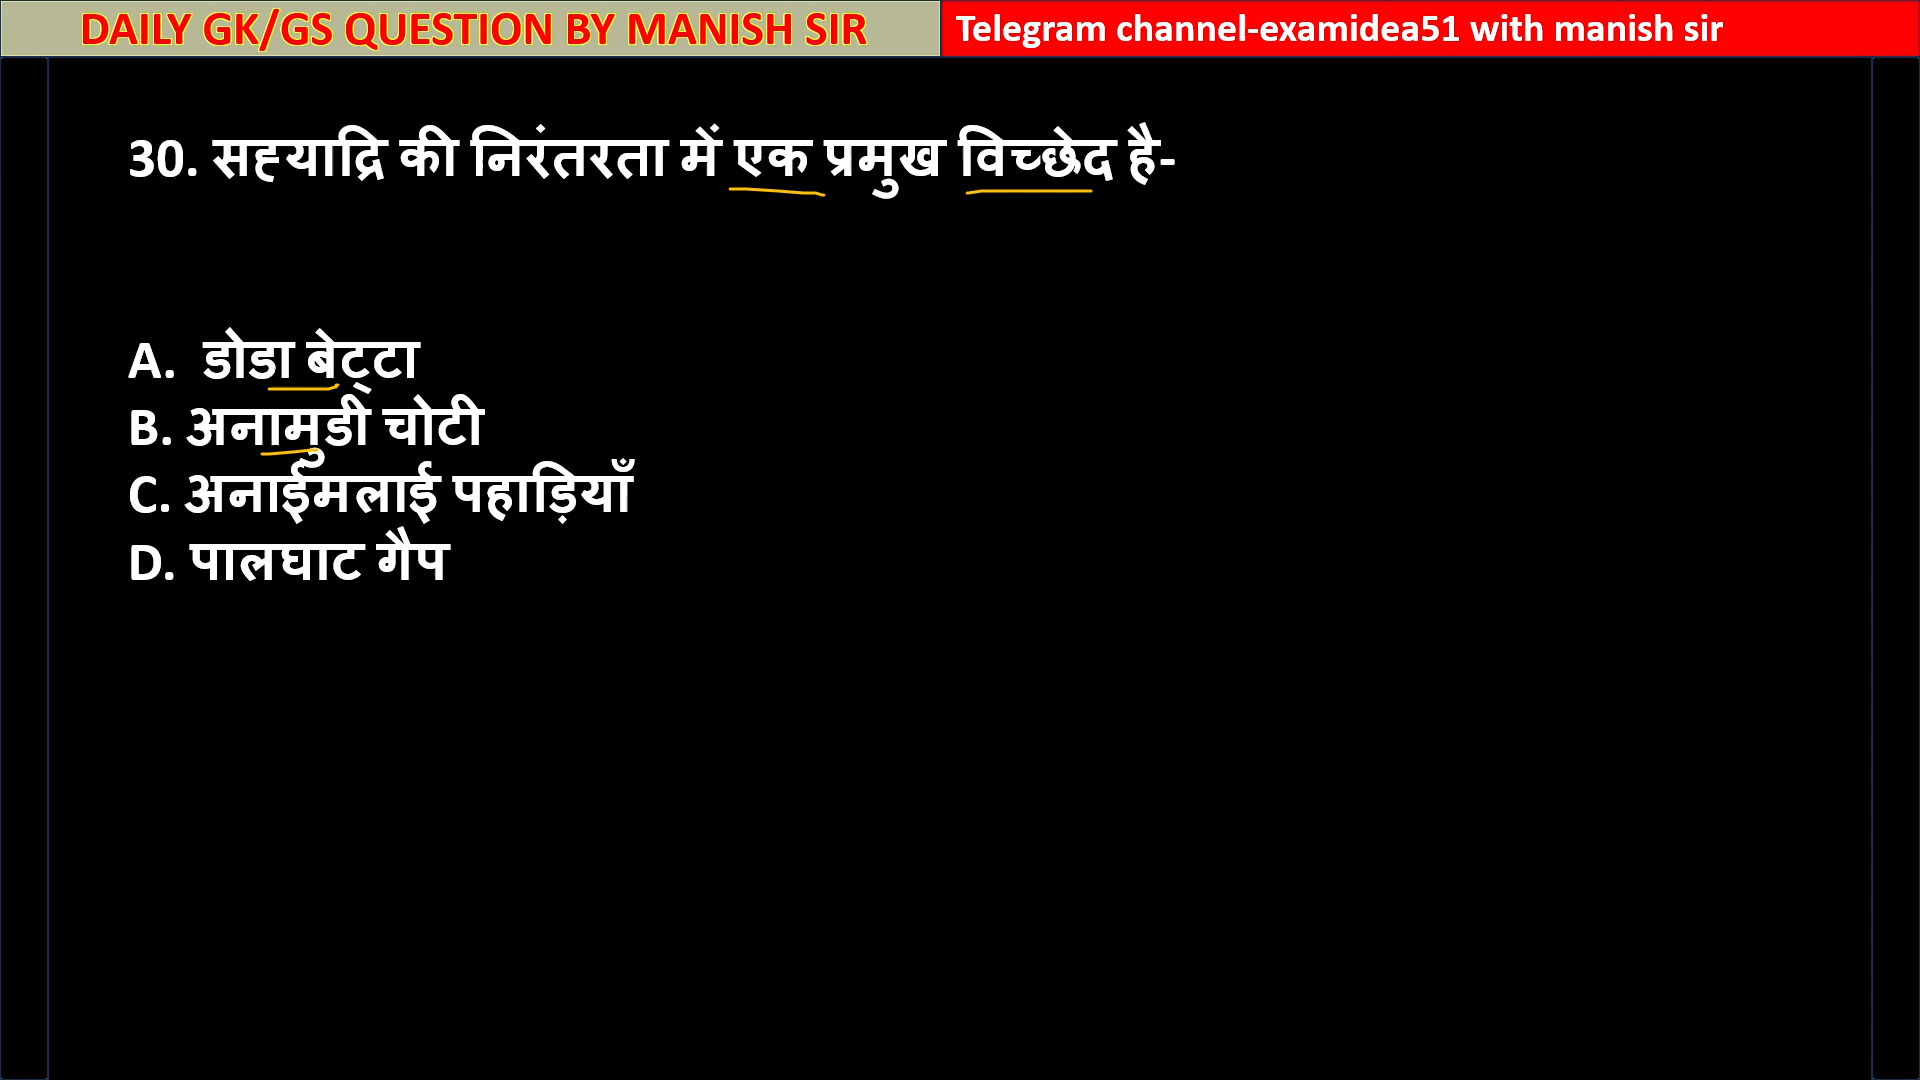 DAILY GK/GS QUESTION BY MANISH SIR
Telegram channel-examidea51 with manish sir
30. सह्याद्रि की निरंतरता में एक प्रमुख विच्छेद है-
A. डोडा बेट्टा
B. अनामुडी चोटी
C. अनाईमलाई पहाड़ियाँ
D. पालघाट गैप